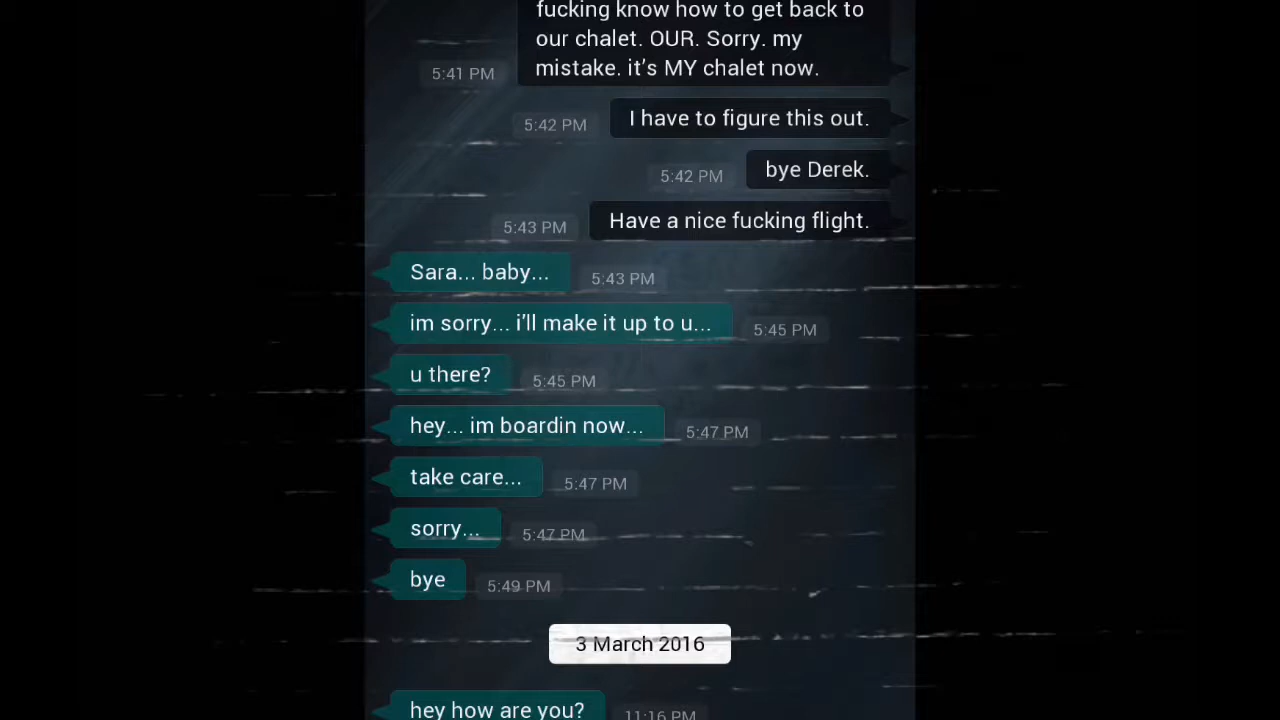 fucking know how to get back to
our chalet. OUR. Sorry. my
mistake. it's MY chalet now.
5:41 PM
I have to figure this out.
5:42 PM
bye Derek.
5:42 PM
Have a nice fucking flight.
5:43 PM
Sara... baby...
5:43 PM
im sorry... i'll make it up to u...
5:45 PM
u there?
5:45 PM
hey... im boardin now...
5:47 PM
take care...
5:47 PM
sorry...
5:47 PM
bye
5:49 PM
3 March 2016
hey how are you?
11:16 PM